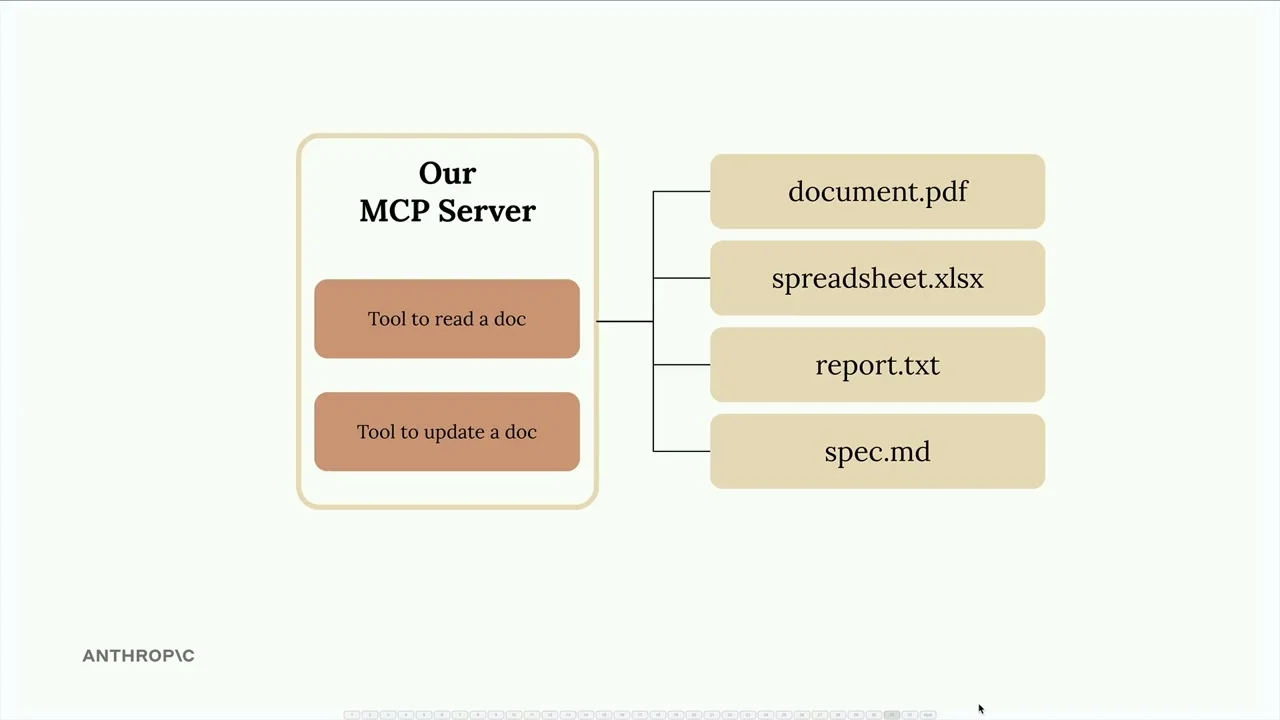 Our
MCP Server
Tool to read a doc
Tool to update a doc
document.pdf
spreadsheet.xlsx
report.txt
spec.md
ANTHROP\C